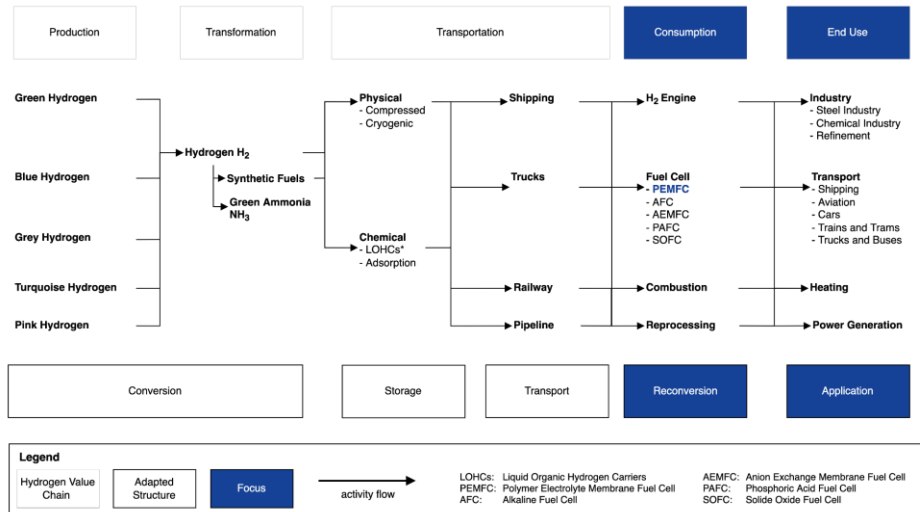 Production
Transformation
Transportation
Consumption
End Use
Green Hydrogen
Blue Hydrogen
Grey Hydrogen
Turquoise Hydrogen
Pink Hydrogen
Hydrogen H2
Synthetic Fuels
Green Ammonia
NH3
Physical
- Compressed
- Cryogenic
Chemical
- LOHCs*
- Adsorption
Shipping
Trucks
Railway
Pipeline
H2 Engine
Fuel Cell
- PEMFC
- AFC
- AEMFC
- PAFC
- SOFC
Combustion
Reprocessing
Industry
- Steel Industry
- Chemical Industry
- Refinement
Transport
- Shipping
- Aviation
- Cars
- Trains and Trams
- Trucks and Buses
Heating
Power Generation
Conversion
Storage
Transport
Reconversion
Application
Legend
Hydrogen Value
Chain
Adapted
Structure
Focus
activity flow
LOHCs: Liquid Organic Hydrogen Carriers
PEMFC: Polymer Electrolyte Membrane Fuel Cell
AFC: Alkaline Fuel Cell
AEMFC: Anion Exchange Membrane Fuel Cell
PAFC: Phosphoric Acid Fuel Cell
SOFC: Solide Oxide Fuel Cell